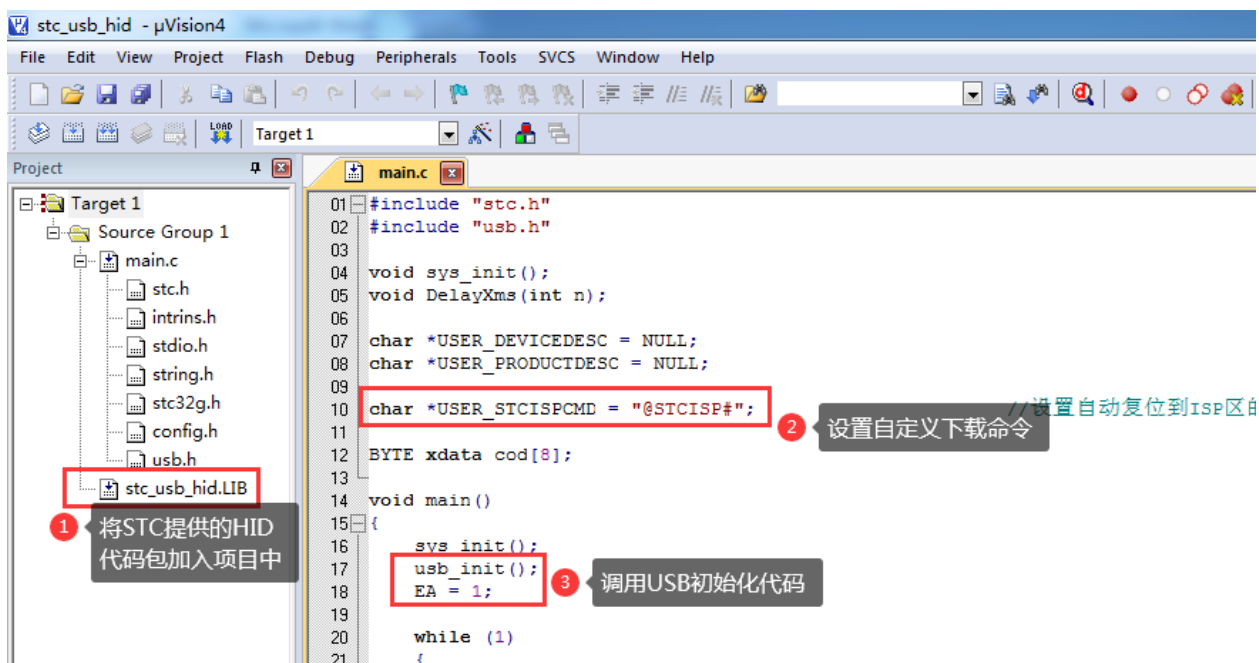 stc_usb_hid - µVision4
File Edit View Project Flash Debug Peripherals Tools SVCS Window Help
LOAD
Target 1
Project
main.c
Target 1
Source Group 1
main.c
stc.h
intrins.h
stdio.h
string.h
stc32g.h
config.h
usb.h
stc_usb_hid.LIB
1 将STC提供的HID
代码包加入项目中
01 #include "stc.h"
02 #include "usb.h"
03
04 void sys_init();
05 void DelayXms(int n);
06
07 char *USER_DEVICEDESC = NULL;
08 char *USER_PRODUCTDESC = NULL;
09
10 char *USER_STCISPCMD = "@STCISP#"; //设置自动复位到ISP区的
2 设置自定义下载命令
11
12 BYTE xdata cod[8];
13
14 void main()
15 {
16 sys_init();
17 usb_init();
18 EA = 1;
3 调用USB初始化代码
19
20 while (1)
21 {